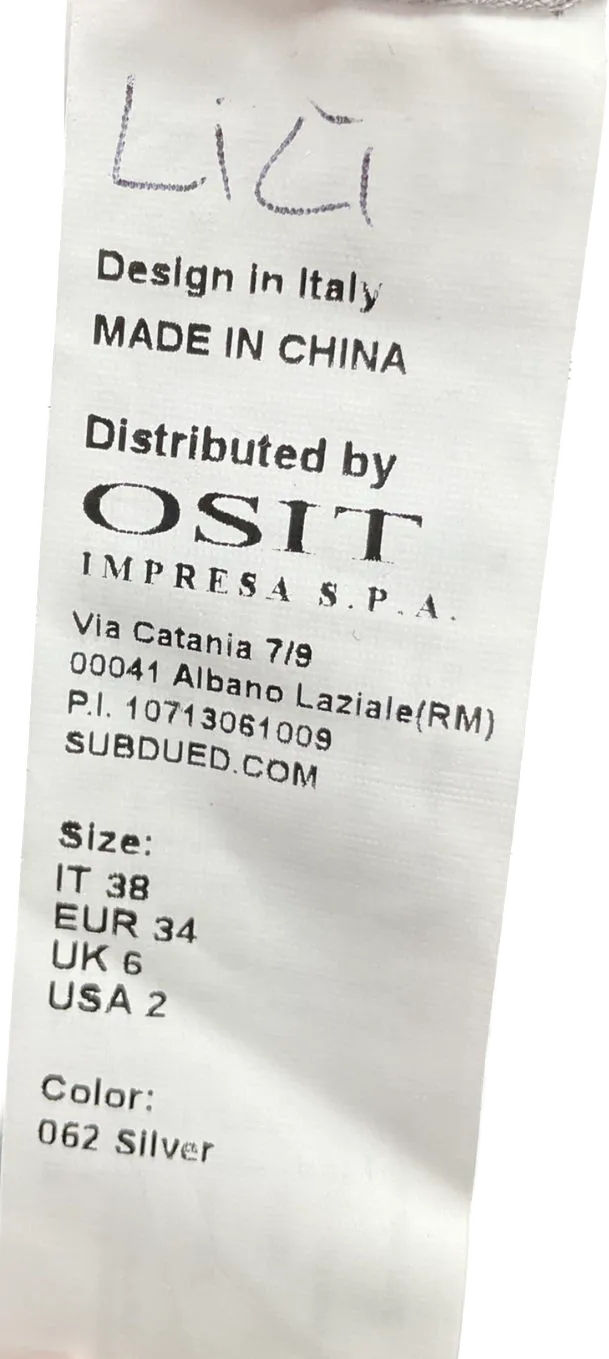 Lici
Design in Italy
MADE IN CHINA
Distributed by
OSIT
IMPRESA S.P.A.
Via Catania 7/9
00041 Albano Laziale(RM)
P.I. 10713061009
SUBDUED.COM
Size:
IT 38
EUR 34
UK 6
USA 2
Color:
062 Silver